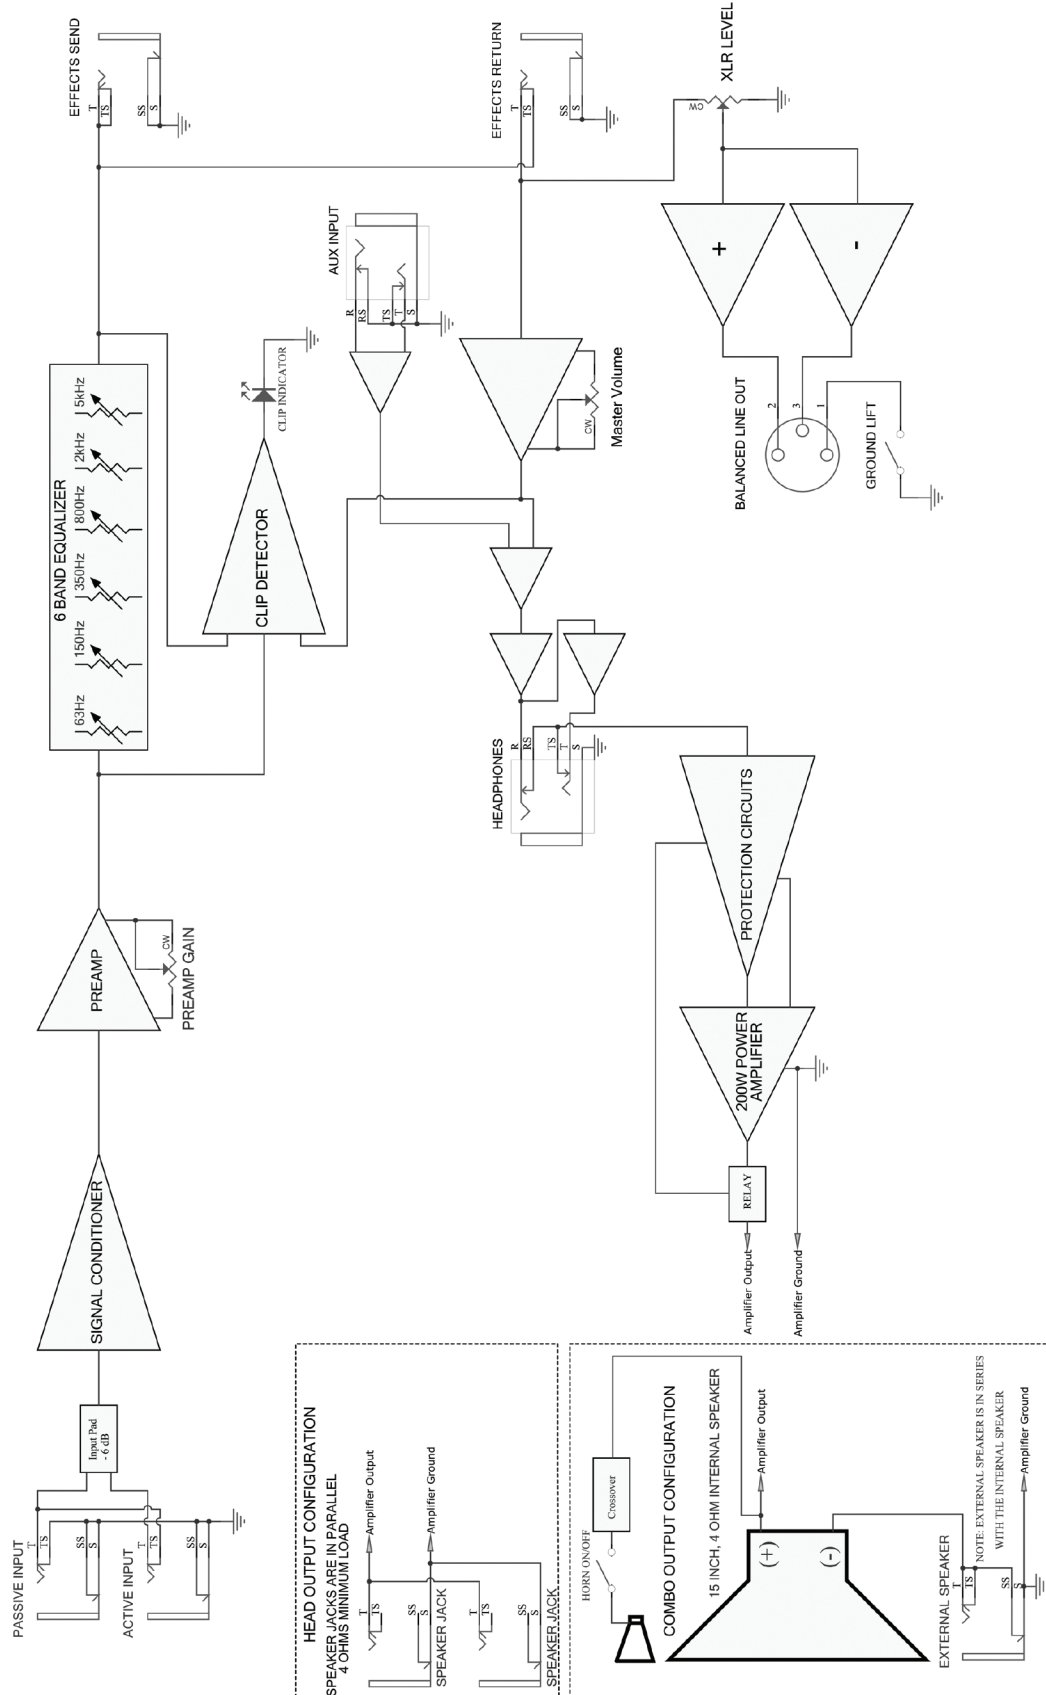 PASSIVE INPUT
T
TS
SS
S
ACTIVE INPUT
T
TS
SS
S
Input Pad
- 6 dB
SIGNAL CONDITIONER
PREAMP
CW
PREAMP GAIN
6 BAND EQUALIZER
63Hz
150Hz
350Hz
800Hz
2kHz
5kHz
EFFECTS SEND
T
TS
SS
S
CLIP DETECTOR
CLIP INDICATOR
AUX INPUT
R
RS
TS
T
S
EFFECTS RETURN
T
TS
SS
S
CW
Master Volume
XLR LEVEL
CW
+
-
BALANCED LINE OUT
2
3
1
GROUND LIFT
HEADPHONES
R
RS
TS
T
S
PROTECTION CIRCUITS
200W POWER
AMPLIFIER
RELAY
Amplifier Output
Amplifier Ground
HEAD OUTPUT CONFIGURATION
SPEAKER JACKS ARE IN PARALLEL
4 OHMS MINIMUM LOAD
T
TS
SS
S
Amplifier Output
Amplifier Ground
SPEAKER JACK
T
TS
SS
S
SPEAKER JACK
HORN ON/OFF
Crossover
COMBO OUTPUT CONFIGURATION
15 INCH, 4 OHM INTERNAL SPEAKER
Amplifier Output
(+)
(-)
EXTERNAL SPEAKER
T
TS
SS
S
NOTE: EXTERNAL SPEAKER IS IN SERIES
WITH THE INTERNAL SPEAKER
Amplifier Ground